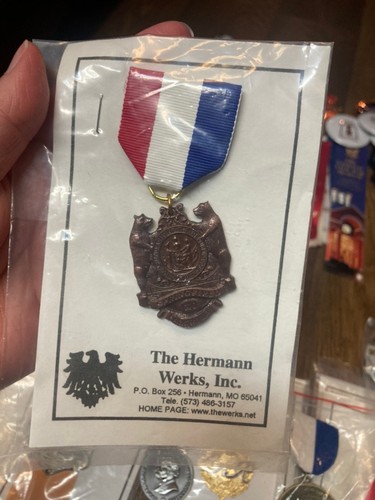 The Hermann
Werks, Inc.
P.O. Box 256 • Hermann, MO 65041
Tele. (573) 486-3157
HOME PAGE: www.thewerks.net